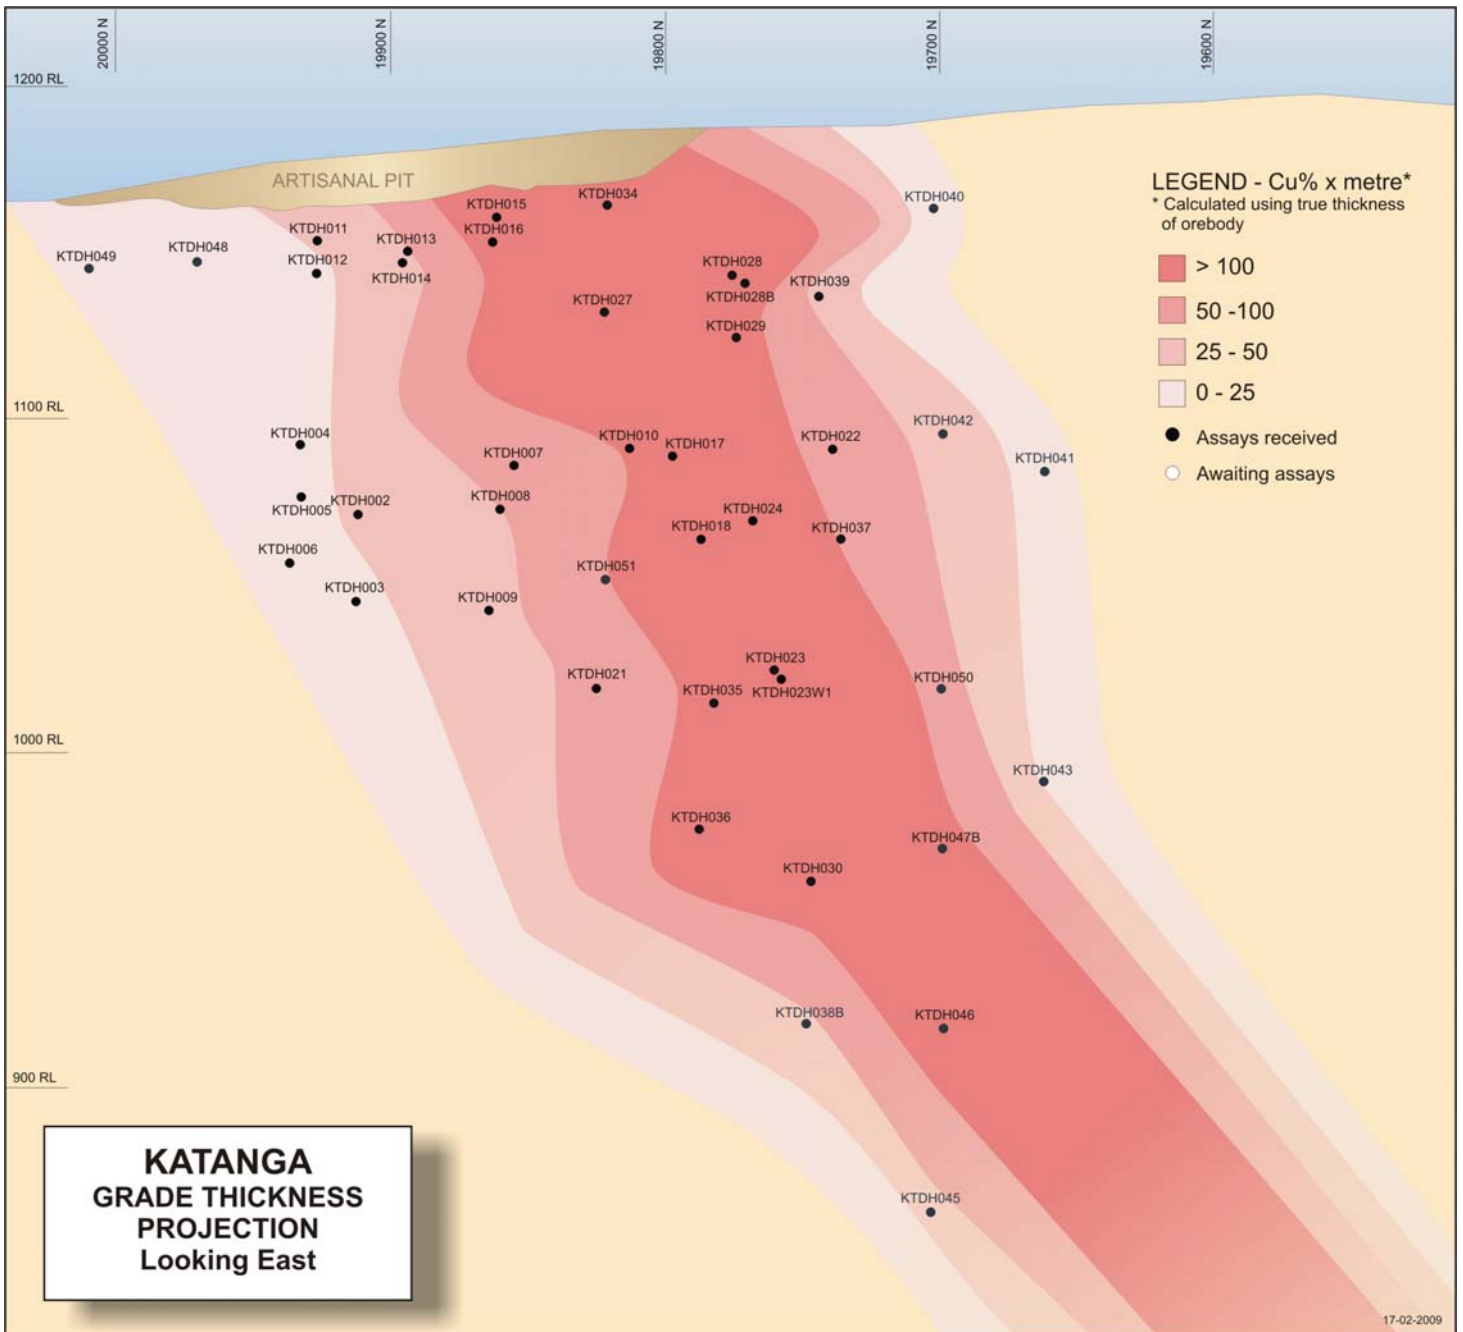 20000 N
19900 N
19800 N
19700 N
19600 N
1200 RL
ARTISANAL PIT
LEGEND - Cu% x metre*
* Calculated using true thickness
of orebody
> 100
50 -100
25 - 50
0 - 25
Assays received
Awaiting assays
KTDH034
KTDH040
KTDH015
KTDH016
KTDH011
KTDH013
KTDH048
KTDH049
KTDH012
KTDH014
KTDH028
KTDH039
KTDH028B
KTDH027
KTDH029
1100 RL
KTDH004
KTDH010
KTDH017
KTDH022
KTDH042
KTDH007
KTDH041
KTDH008
KTDH002
KTDH005
KTDH024
KTDH018
KTDH037
KTDH006
KTDH051
KTDH003
KTDH009
KTDH023
KTDH021
KTDH050
KTDH035
KTDH023W1
1000 RL
KTDH043
KTDH036
KTDH047B
KTDH030
KTDH038B
KTDH046
900 RL
KTDH045
KATANGA
GRADE THICKNESS
PROJECTION
Looking East
17-02-2009